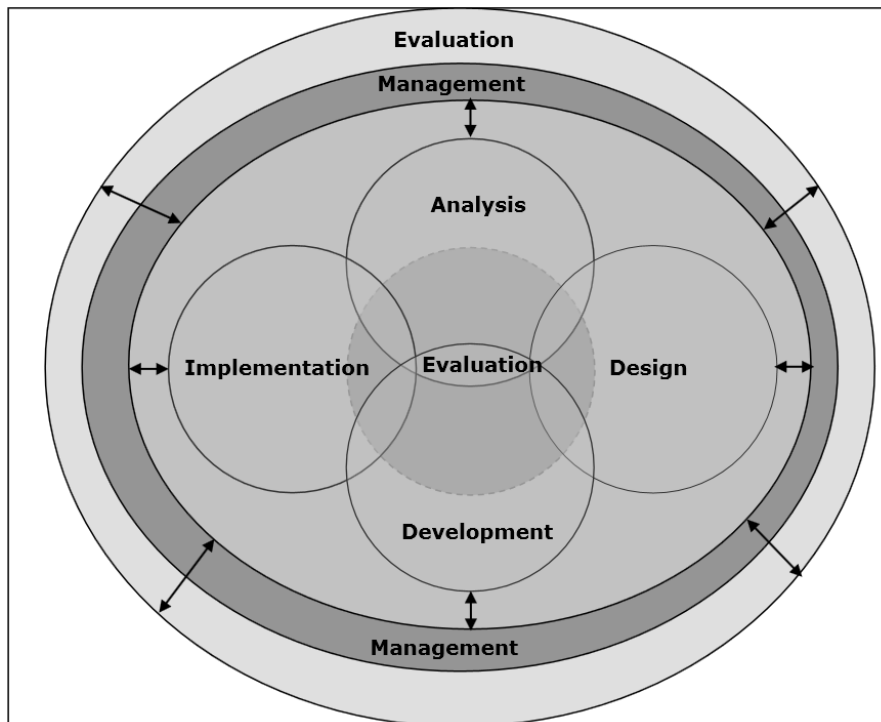 Evaluation
Management
Analysis
Implementation
Evaluation
Design
Development
Management